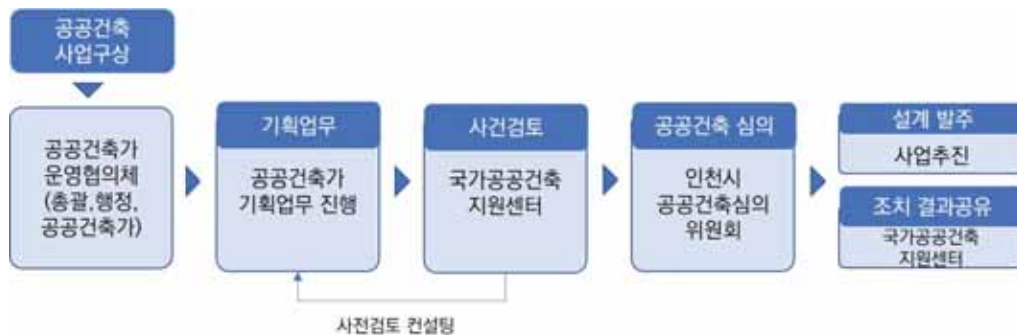 공공건축
사업구상
공공건축가
운영협의체
(총괄,행정,
공공건축가)
기획업무
공공건축가
기획업무 진행
사건검토
국가공공건축
지원센터
공공건축 심의
인천시
공공건축심의
위원회
설계 발주
사업추진
조치 결과공유
국가공공건축
지원센터
사전검토 컨설팅